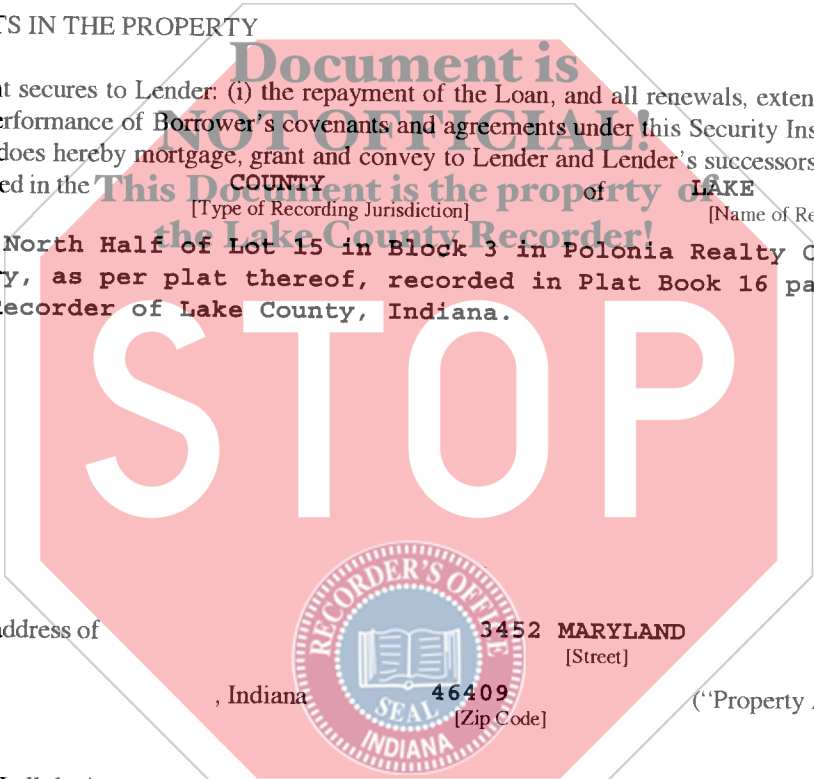 TS IN THE PROPERTY
Document is
t secures to Lender: (i) the repayment of the Loan, and all renewals, exten
NOT OFFICIAL!
erformance of Borrower's covenants and agreements under this Security Ins
does hereby mortgage, grant and convey to Lender and Lender's successors
ed in the COUNTY of LAKE
This Document is the property of
[Type of Recording Jurisdiction] [Name of Re
the Lake County Recorder!
North Half of Lot 15 in Block 3 in Polonia Realty C
y, as per plat thereof, recorded in Plat Book 16 pa
Recorder of Lake County, Indiana.
STOP
RECORDER'S OFFICE
address of 3452 MARYLAND
[Street]
, Indiana 46409 ("Property A
SEAL [Zip Code]
INDIANA